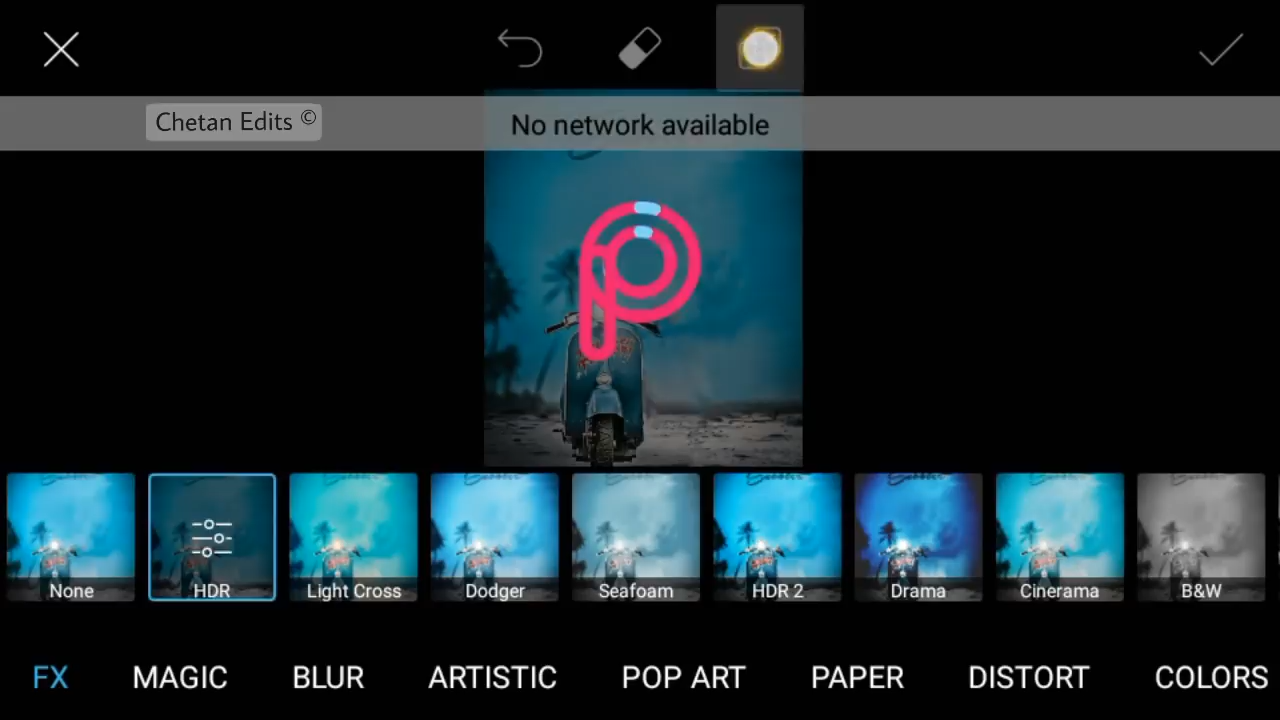 Chetan Edits ©
No network available
None
HDR
Light Cross
Dodger
Seafoam
HDR 2
Drama
Cinerama
B&W
FX
MAGIC
BLUR
ARTISTIC
POP ART
PAPER
DISTORT
COLORS